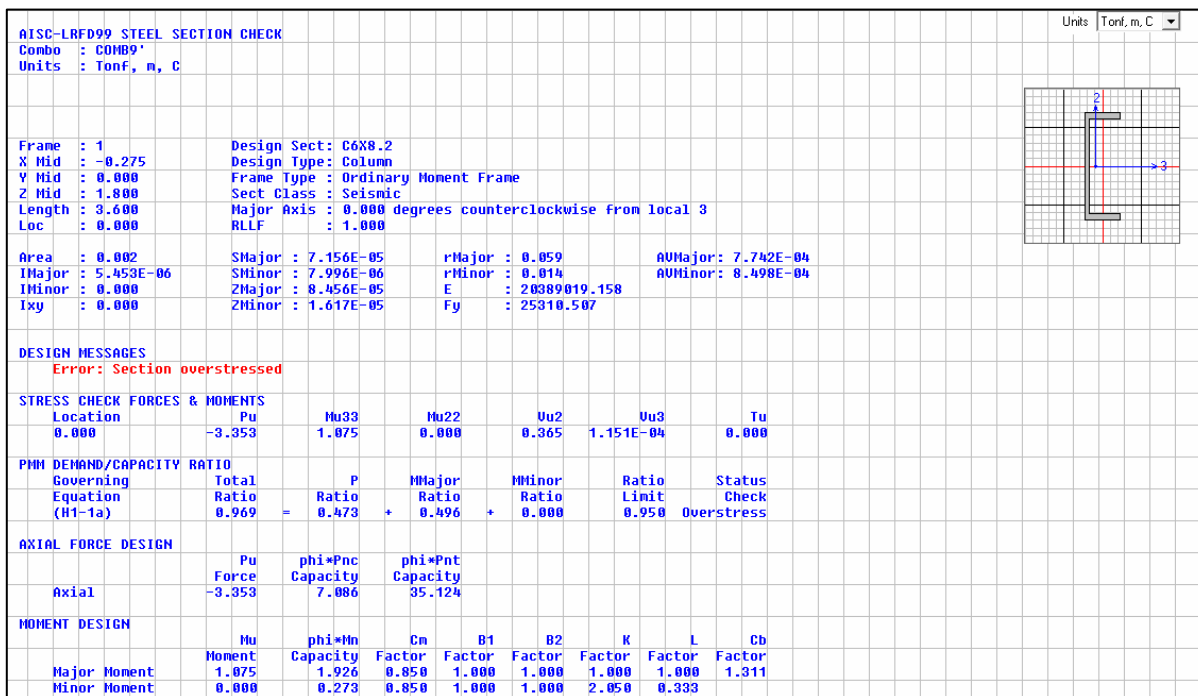 Units Tonf, m, C
AISC-LRFD99 STEEL SECTION CHECK
Combo : COMB9'
Units : Tonf, m, C
2
3
Frame : 1 Design Sect: C6X8.2
X Mid : -0.275 Design Type: Column
Y Mid : 0.000 Frame Type : Ordinary Moment Frame
Z Mid : 1.800 Sect Class : Seismic
Length : 3.600 Major Axis : 0.000 degrees counterclockwise from local 3
Loc : 0.000 RLLF : 1.000
Area : 0.002 SMajor : 7.156E-05 rMajor : 0.059 AVMajor: 7.742E-04
IMajor : 5.453E-06 SMinor : 7.996E-06 rMinor : 0.014 AVMinor: 8.498E-04
IMinor : 0.000 ZMajor : 8.456E-05 E : 20389019.158
Ixy : 0.000 ZMinor : 1.617E-05 Fy : 25310.507
DESIGN MESSAGES
Error: Section overstressed
STRESS CHECK FORCES & MOMENTS
Location Pu Mu33 Mu22 Vu2 Vu3 Tu
0.000 -3.353 1.075 0.000 0.365 1.151E-04 0.000
PMM DEMAND/CAPACITY RATIO
Governing Total P MMajor MMinor Ratio Status
Equation Ratio Ratio Ratio Ratio Limit Check
(H1-1a) 0.969 = 0.473 + 0.496 + 0.000 0.950 Overstress
AXIAL FORCE DESIGN
Pu phi*Pnc phi*Pnt
Force Capacity Capacity
Axial -3.353 7.086 35.124
MOMENT DESIGN
Mu phi*Mn Cm B1 B2 K L Cb
Moment Capacity Factor Factor Factor Factor Factor Factor
Major Moment 1.075 1.926 0.850 1.000 1.000 1.000 1.000 1.311
Minor Moment 0.000 0.273 0.850 1.000 1.000 2.050 0.333